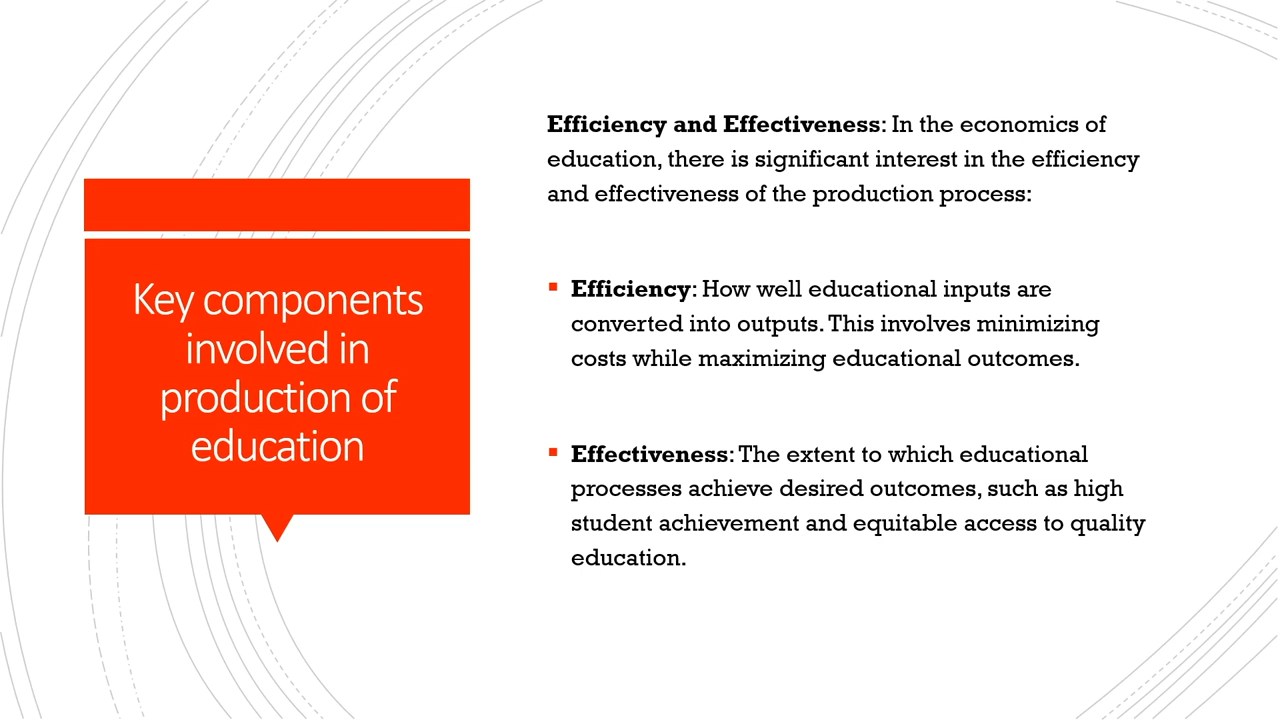 Key components
involved in
production of
education
Efficiency and Effectiveness: In the economics of
education, there is significant interest in the efficiency
and effectiveness of the production process:
▪ Efficiency: How well educational inputs are
converted into outputs. This involves minimizing
costs while maximizing educational outcomes.
▪ Effectiveness: The extent to which educational
processes achieve desired outcomes, such as high
student achievement and equitable access to quality
education.